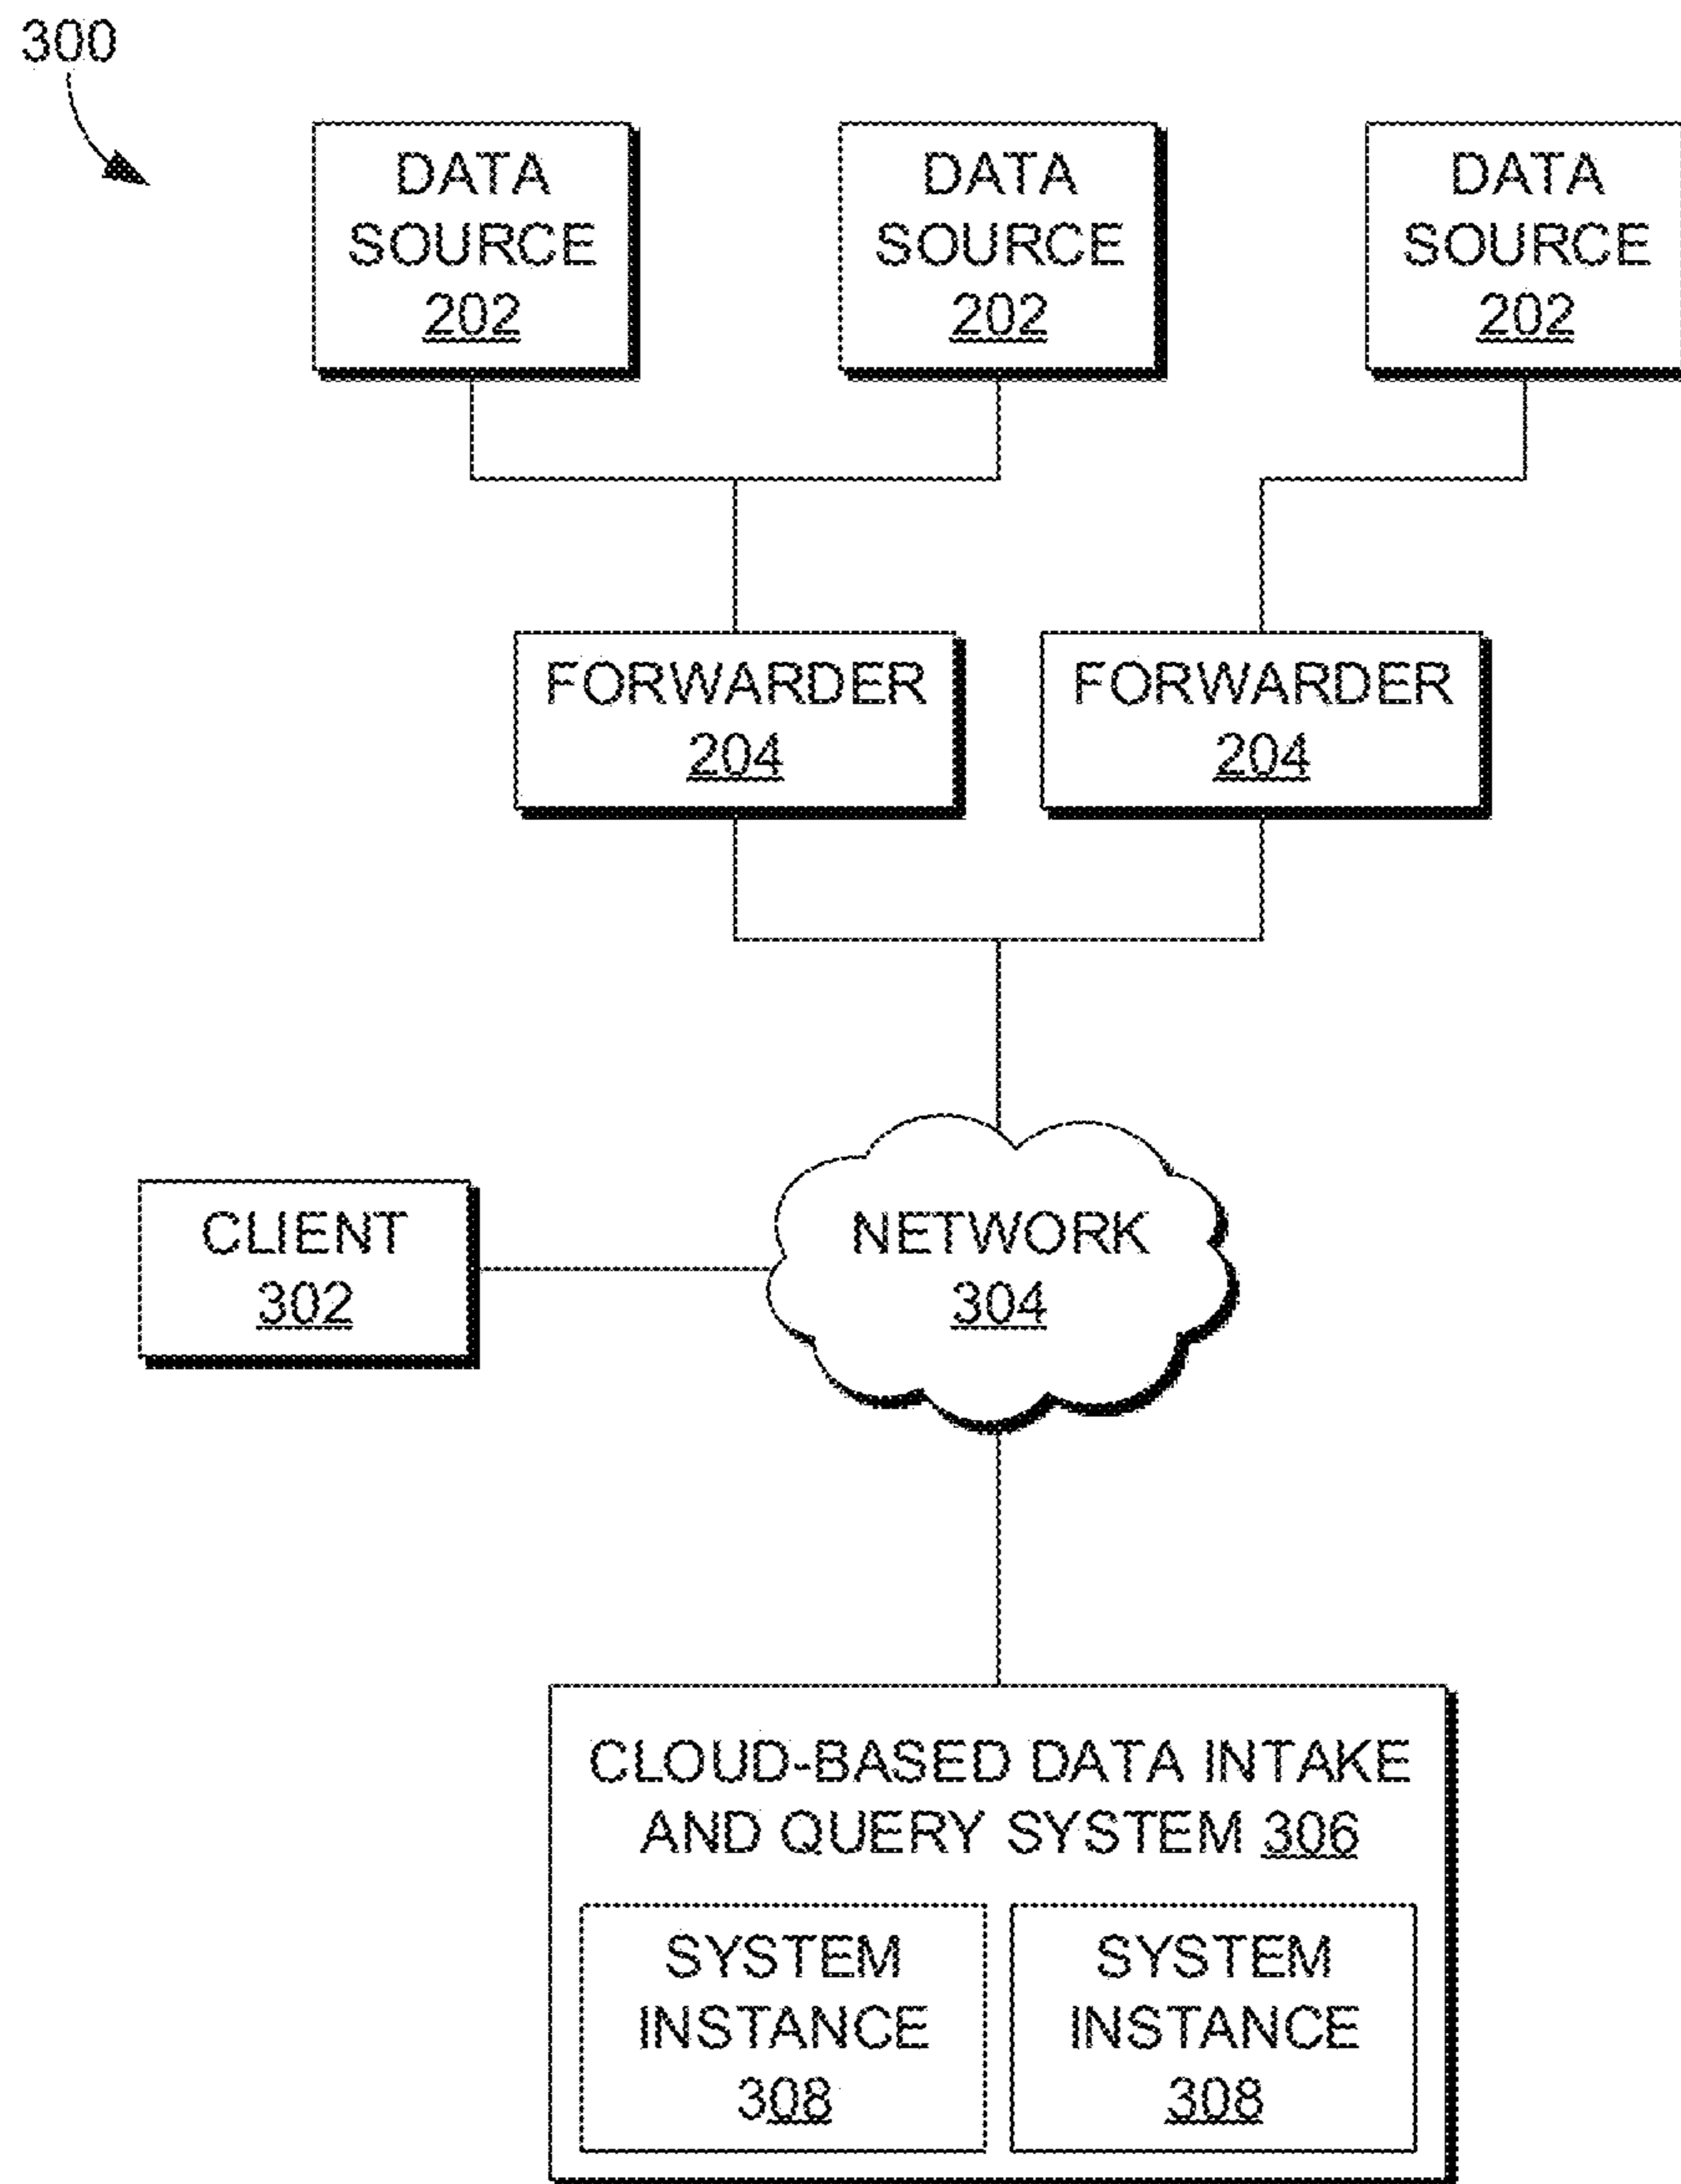 300
DATA
SOURCE
202
DATA
SOURCE
202
DATA
SOURCE
202
FORWARDER
204
FORWARDER
204
CLIENT
302
NETWORK
304
CLOUD-BASED DATA INTAKE
AND QUERY SYSTEM 306
SYSTEM
INSTANCE
308
SYSTEM
INSTANCE
308